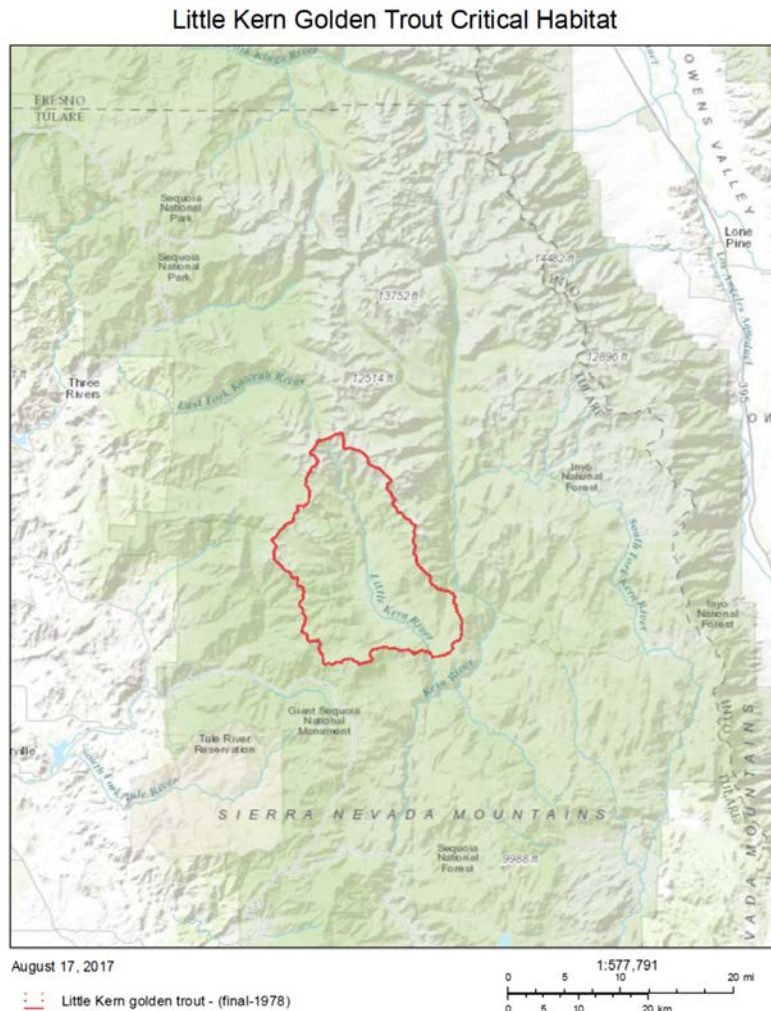 Little Kern Golden Trout Critical Habitat
FRESNO
TULARE
OWENS VALLEY
Sequoia
National
Park
Sequoia
National
Park
Lone
Pine
Los Angeles Aqueduct
14482 ft
INYO
13752 ft
12896 ft
TULARE
395
Three
Rivers
12514 ft
East Fork Kaweah River
Inyo
National
Forest
South Fork
Kern River
Little
Kern River
Inyo
National
Forest
Kern River
Giant Sequoia
National
Monument
Tule River
Reservation
South Fork
Tule River
INYO
TULARE
SIERRA NEVADA MOUNTAINS
VADA MOUNTAINS
Sequoia
National
Forest
9988 ft
August 17, 2017
1:577,791
0 5 10 20 mi
0 5 10 20 km
Little Kern golden trout - (final-1978)